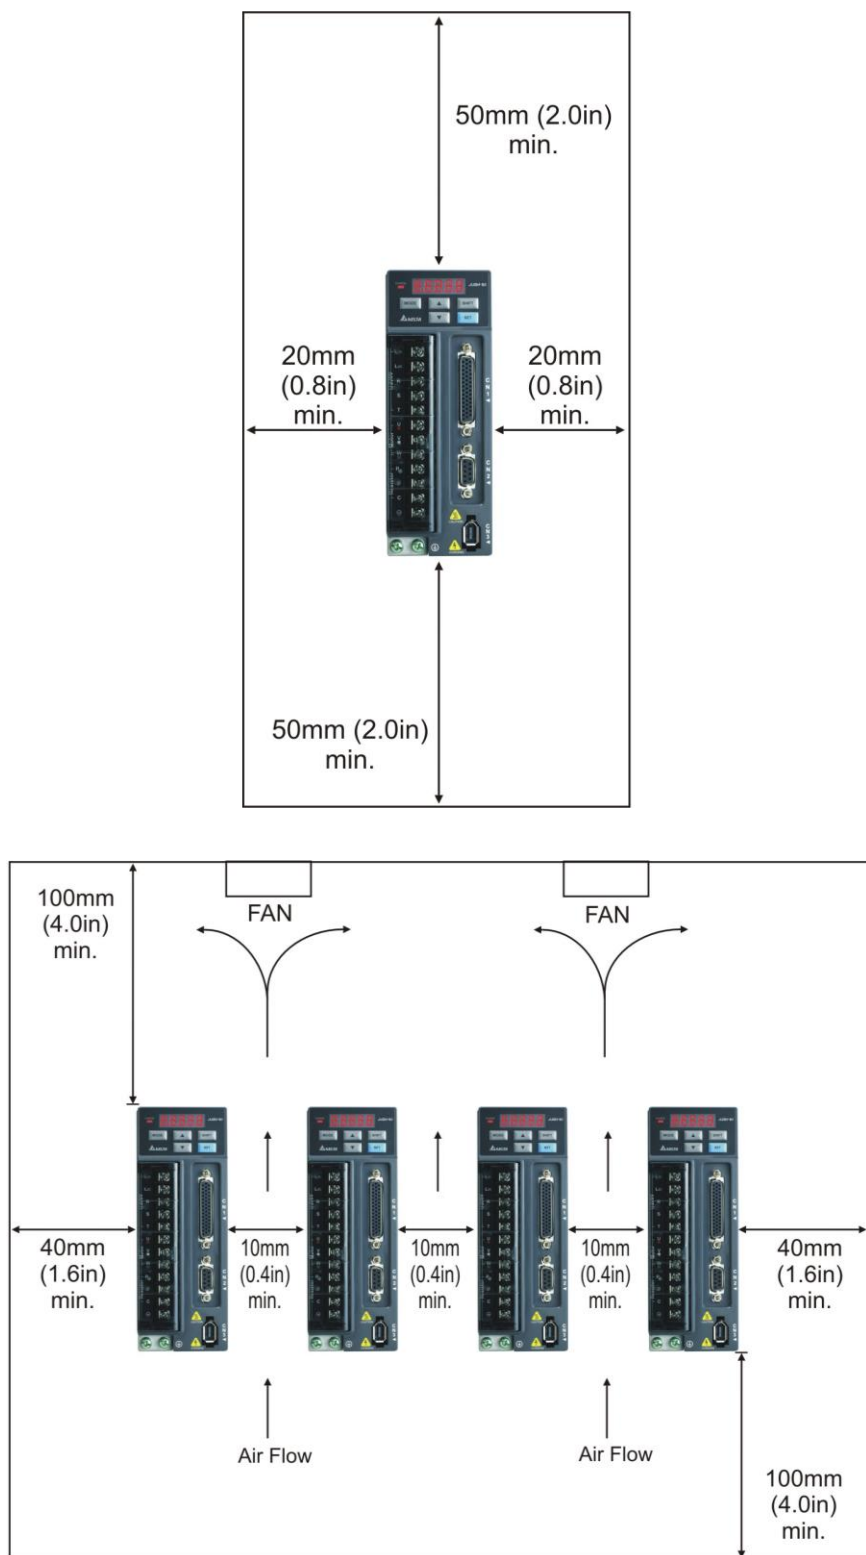 50mm (2.0in)
min.
20mm
(0.8in)
min.
20mm
(0.8in)
min.
50mm (2.0in)
min.
100mm
(4.0in)
min.
FAN
FAN
40mm
(1.6in)
min.
10mm
(0.4in)
min.
10mm
(0.4in)
min.
10mm
(0.4in)
min.
40mm
(1.6in)
min.
Air Flow
Air Flow
100mm
(4.0in)
min.